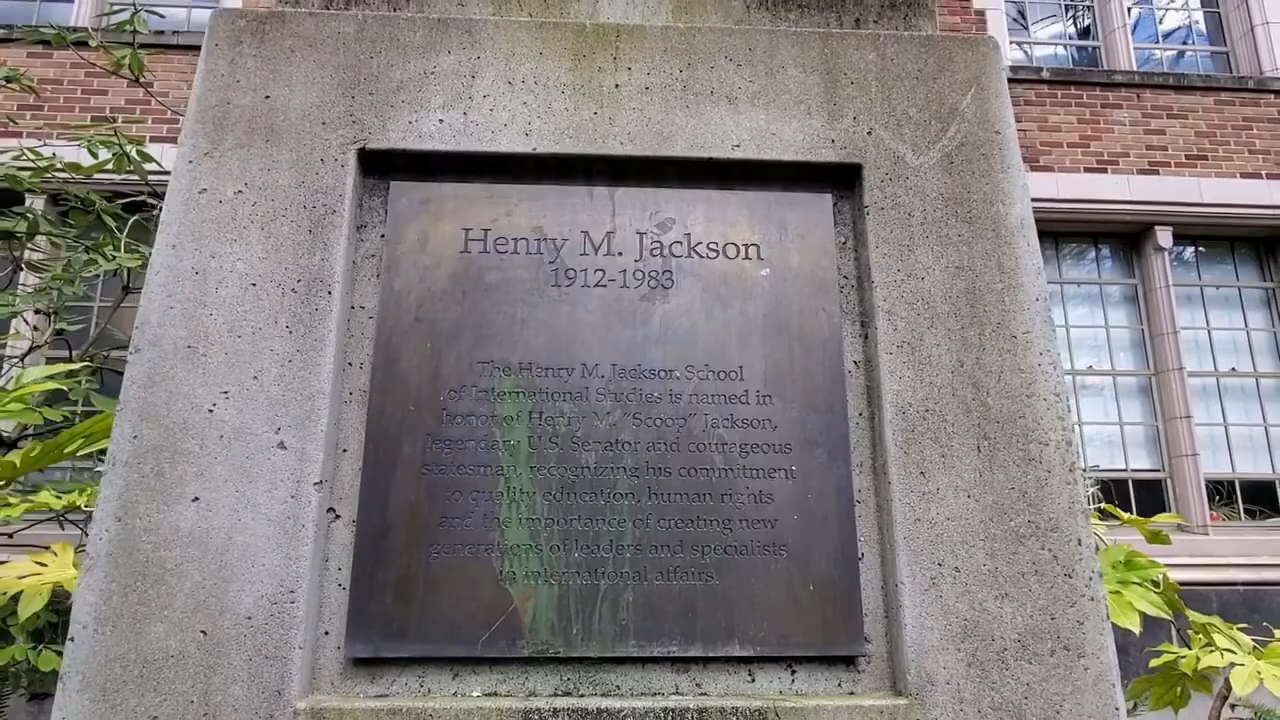 Henry M. Jackson
1912-1983
The Henry M. Jackson School
of International Studies is named in
honor of Henry M. "Scoop" Jackson,
legendary U.S. Senator and courageous
statesman, recognizing his commitment
to quality education, human rights
and the importance of creating new
generations of leaders and specialists
in international affairs.